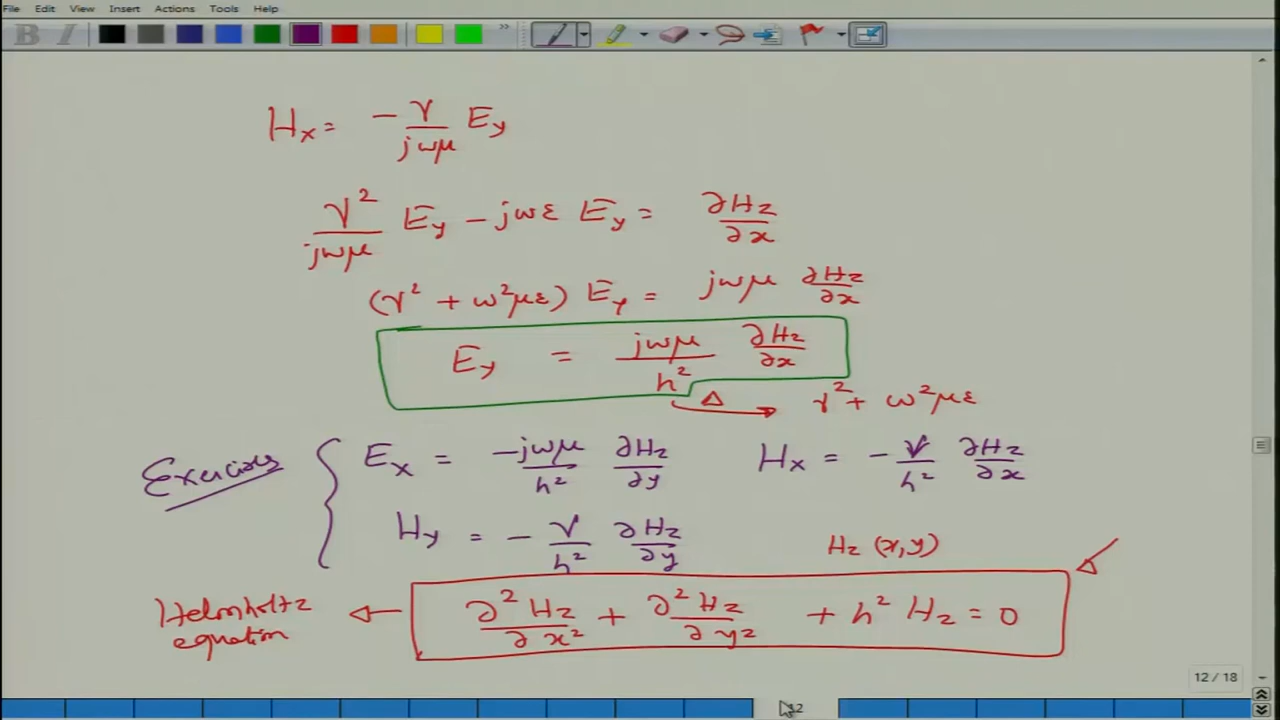 File Edit View Insert Actions Tools Help
B I
Hx = - γ/jωμ Ey
γ²/jωμ Ey - jωε Ey = ∂Hz/∂x
(γ² + ω²με) Ey = jωμ ∂Hz/∂x
Ey = jωμ/h² ∂Hz/∂x
γ² + ω²με
Exercises { Ex = -jωμ/h² ∂Hz/∂y Hx = - γ/h² ∂Hz/∂x
Hy = - γ/h² ∂Hz/∂y
Hz (x,y)
Helmholtz equation ← ∂²Hz/∂x² + ∂²Hz/∂y² + h² Hz = 0
12 / 18
12